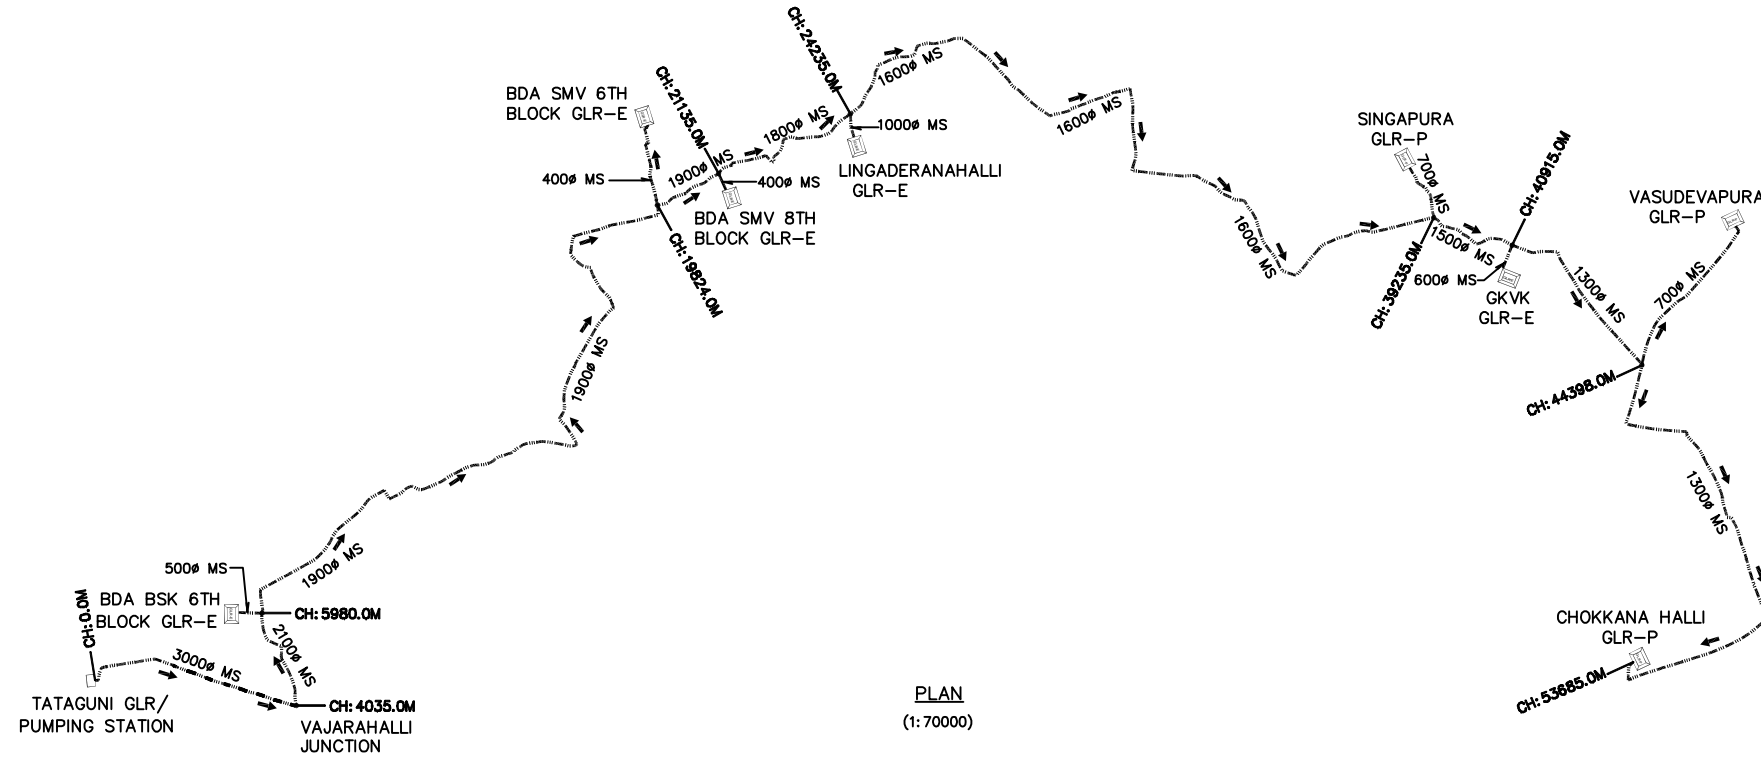 CH:24235.0M
1600ø MS
CH:21135.0M
BDA SMV 6TH
BLOCK GLR-E
1800ø MS
1000ø MS
1600ø MS
LINGADERANAHALLI
GLR-E
1900ø MS
400ø MS
400ø MS
BDA SMV 8TH
BLOCK GLR-E
CH:19824.0M
SINGAPURA
GLR-P
700ø MS
CH:40915.0M
VASUDEVAPURA
GLR-P
1600ø MS
1500ø MS
CH:39235.0M
600ø MS
GKVK
GLR-E
1300ø MS
700ø MS
1900ø MS
CH:44398.0M
1300ø MS
1900ø MS
500ø MS
BDA BSK 6TH
BLOCK GLR-E
CH:0.0M
CH:5980.0M
2100ø MS
3000ø MS
CHOKKANA HALLI
GLR-P
CH:53685.0M
TATAGUNI GLR/
PUMPING STATION
CH:4035.0M
VAJARAHALLI
JUNCTION
PLAN
(1:70000)